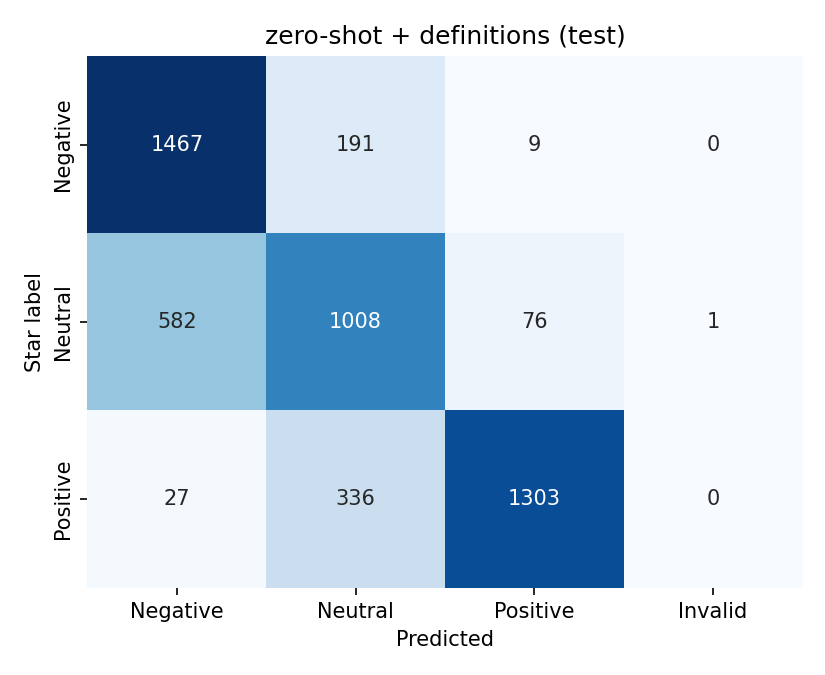 zero-shot + definitions (test)
Star label
Negative
1467 191 9 0
Neutral
582 1008 76 1
Positive
27 336 1303 0
Negative Neutral Positive Invalid
Predicted